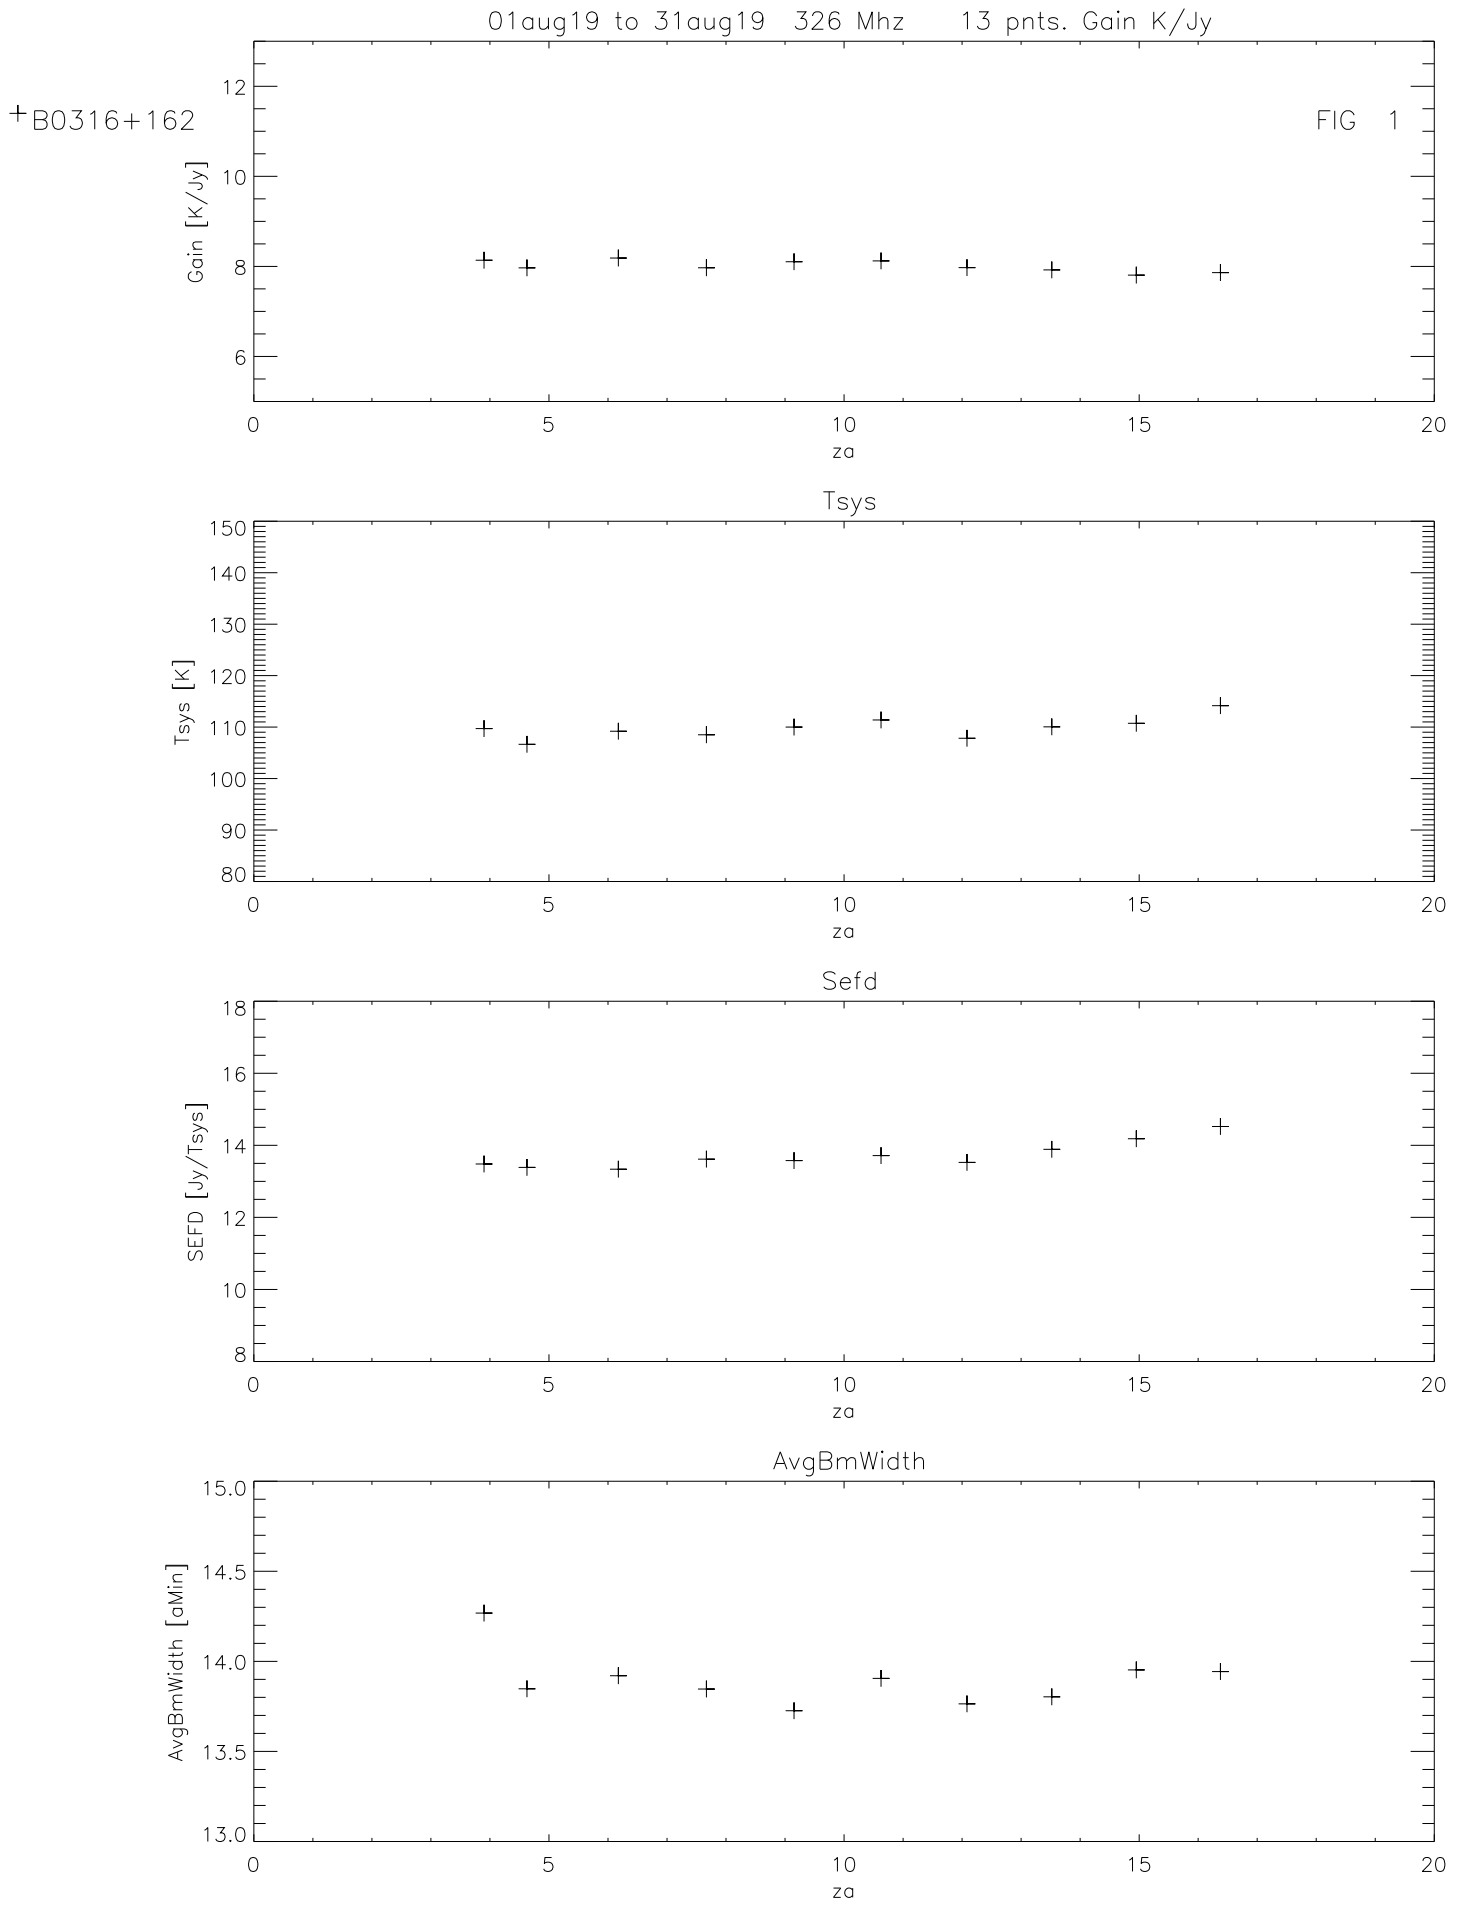 01aug19 to 31aug19 326 Mhz 13 pnts. Gain K/Jy
+B0316+162
FIG 1
Gain [K/Jy]
12
10
8
6
0 5 10 15 20
za
Tsys
Tsys [K]
150
140
130
120
110
100
90
80
0 5 10 15 20
za
Sefd
SEFD [Jy/Tsys]
18
16
14
12
10
8
0 5 10 15 20
za
AvgBmWidth
AvgBmWidth [aMin]
15.0
14.5
14.0
13.5
13.0
0 5 10 15 20
za